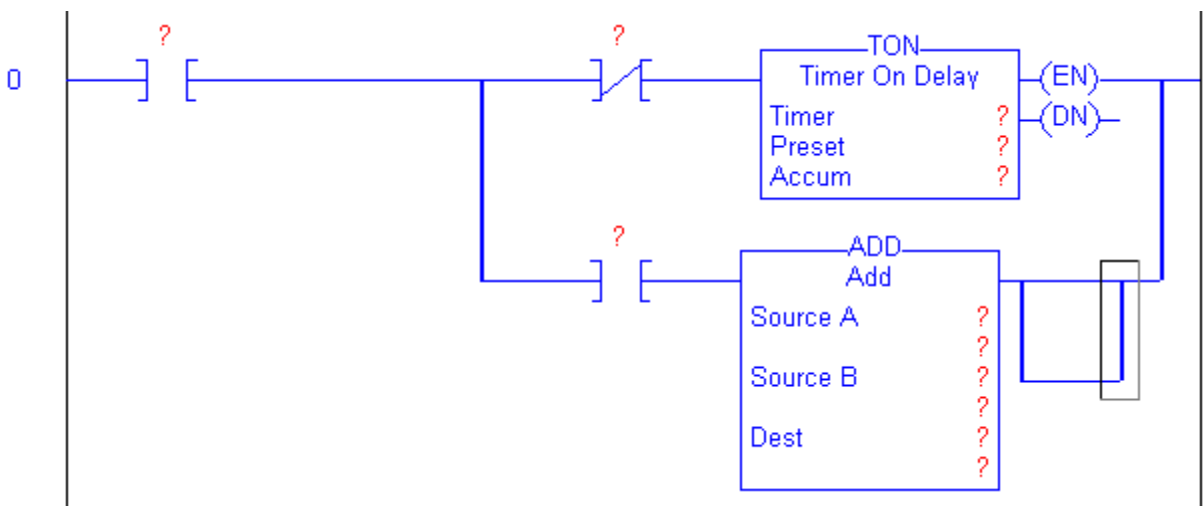 ?
?
0
TON
Timer On Delay
(EN)
Timer ?
(DN)
Preset ?
Accum ?
?
ADD
Add
Source A ?
?
Source B ?
?
Dest ?
?